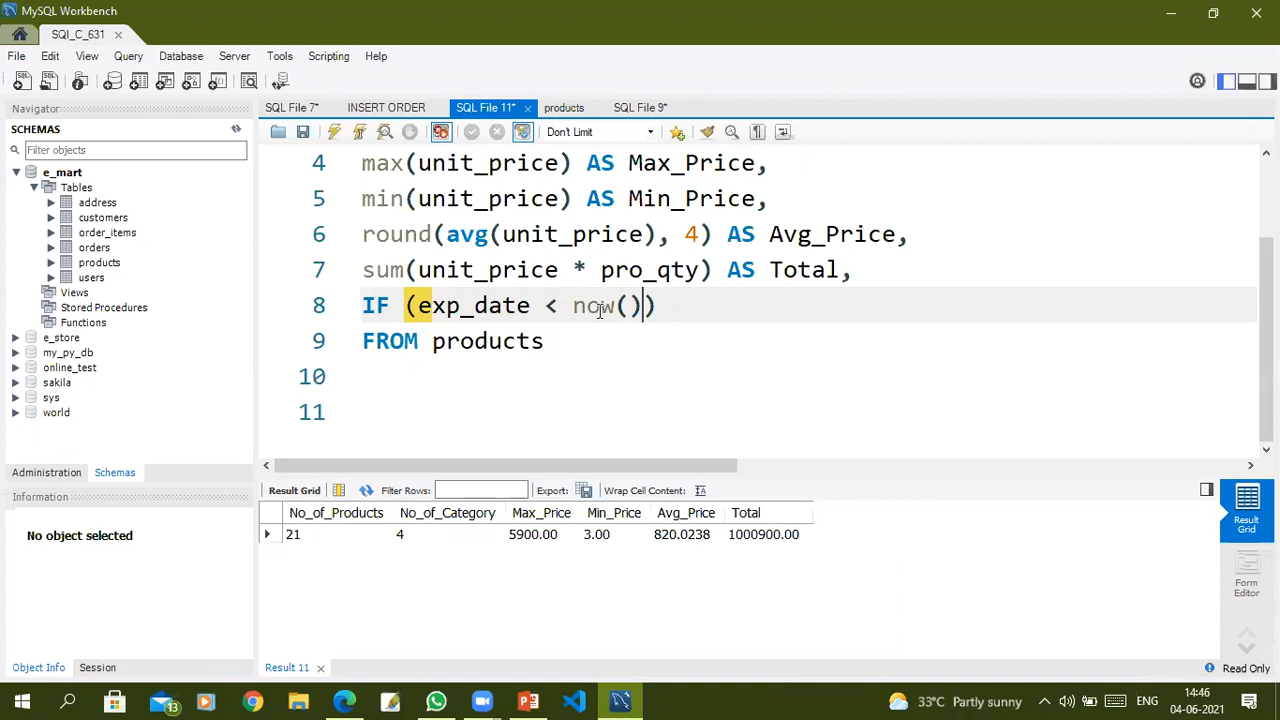 MySQL Workbench
SQl_C_631
File Edit View Query Database Server Tools Scripting Help
Navigator
SCHEMAS
Filter objects
e_mart
Tables
address
customers
order_items
orders
products
users
Views
Stored Procedures
Functions
e_store
my_py_db
online_test
sakila
sys
world
Administration Schemas
Information
No object selected
Object Info Session
SQL File 7* INSERT ORDER SQL File 11* products SQL File 9*
Don't Limit
4 max(unit_price) AS Max_Price,
5 min(unit_price) AS Min_Price,
6 round(avg(unit_price), 4) AS Avg_Price,
7 sum(unit_price * pro_qty) AS Total,
8 IF (exp_date < now())
9 FROM products
10
11
Result Grid Filter Rows: Export: Wrap Cell Content:
No_of_Products No_of_Category Max_Price Min_Price Avg_Price Total
21 4 5900.00 3.00 820.0238 1000900.00
Result Grid
Form Editor
Result 11 Read Only
13
33°C Partly sunny ENG 14:46
04-06-2021